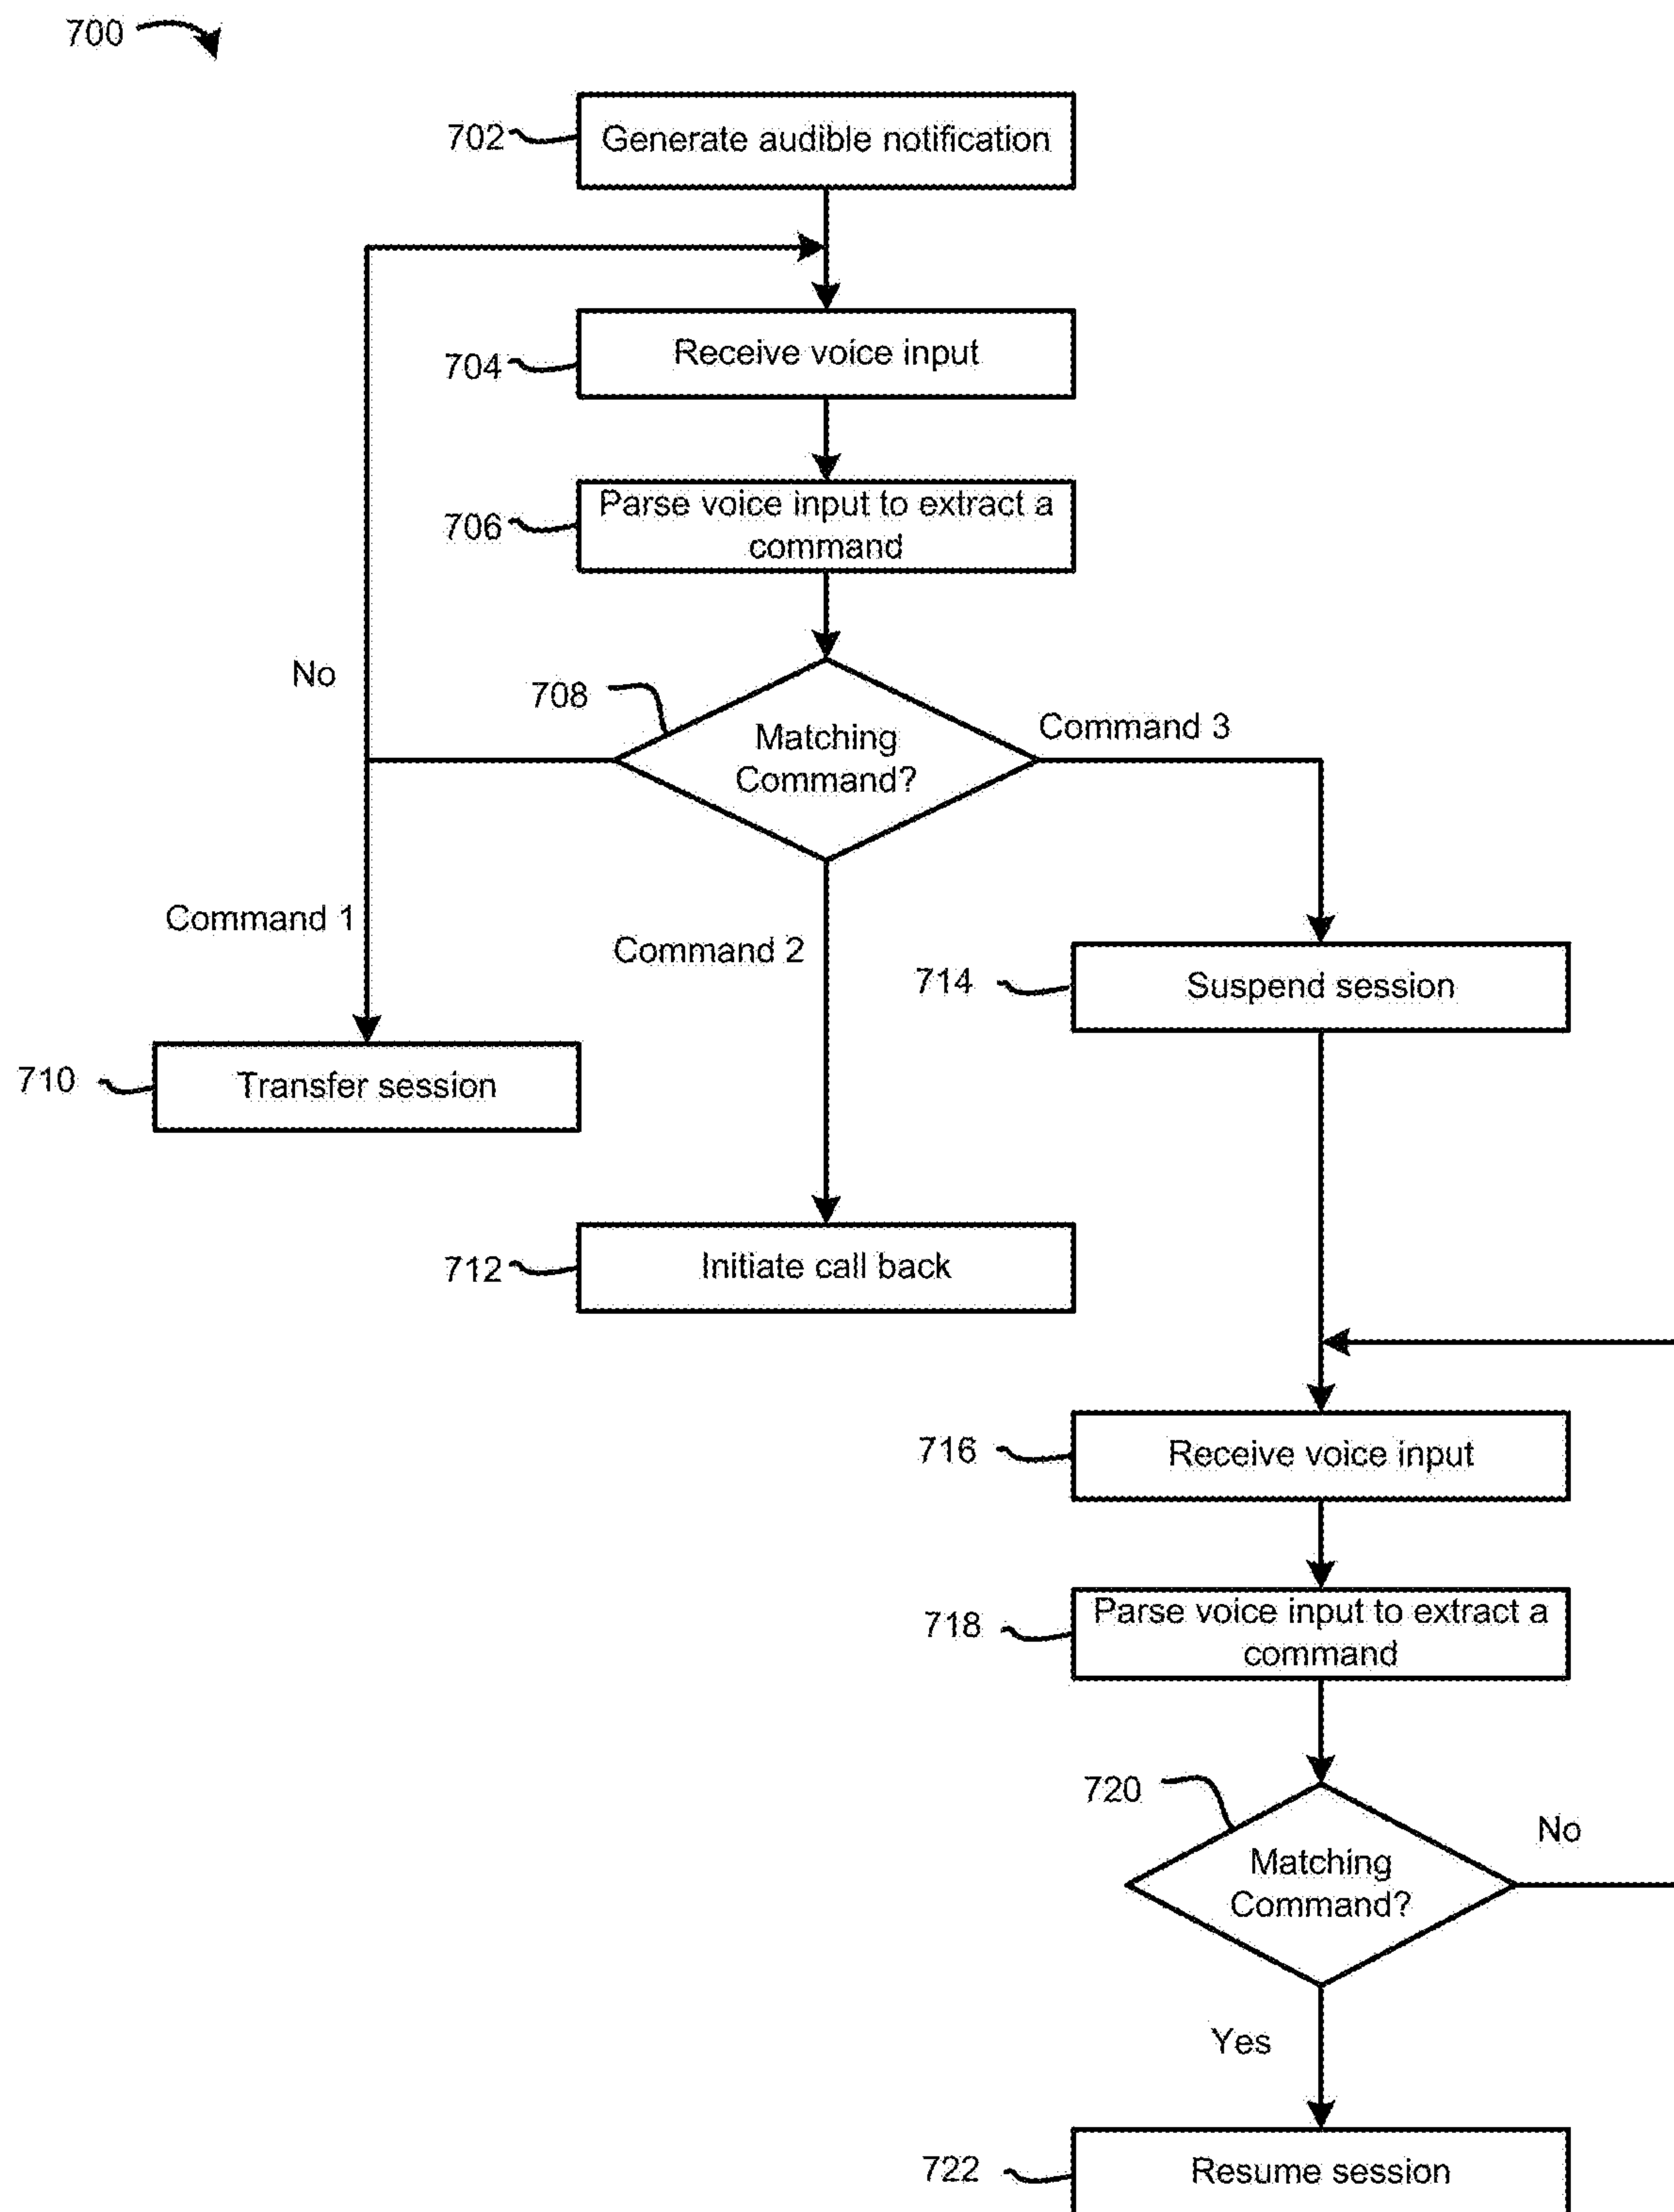 700
702
Generate audible notification
704
Receive voice input
706
Parse voice input to extract a
command
No
708
Matching
Command?
Command 3
Command 1
Command 2
714
Suspend session
710
Transfer session
712
Initiate call back
716
Receive voice input
718
Parse voice input to extract a
command
720
Matching
Command?
No
Yes
722
Resume session